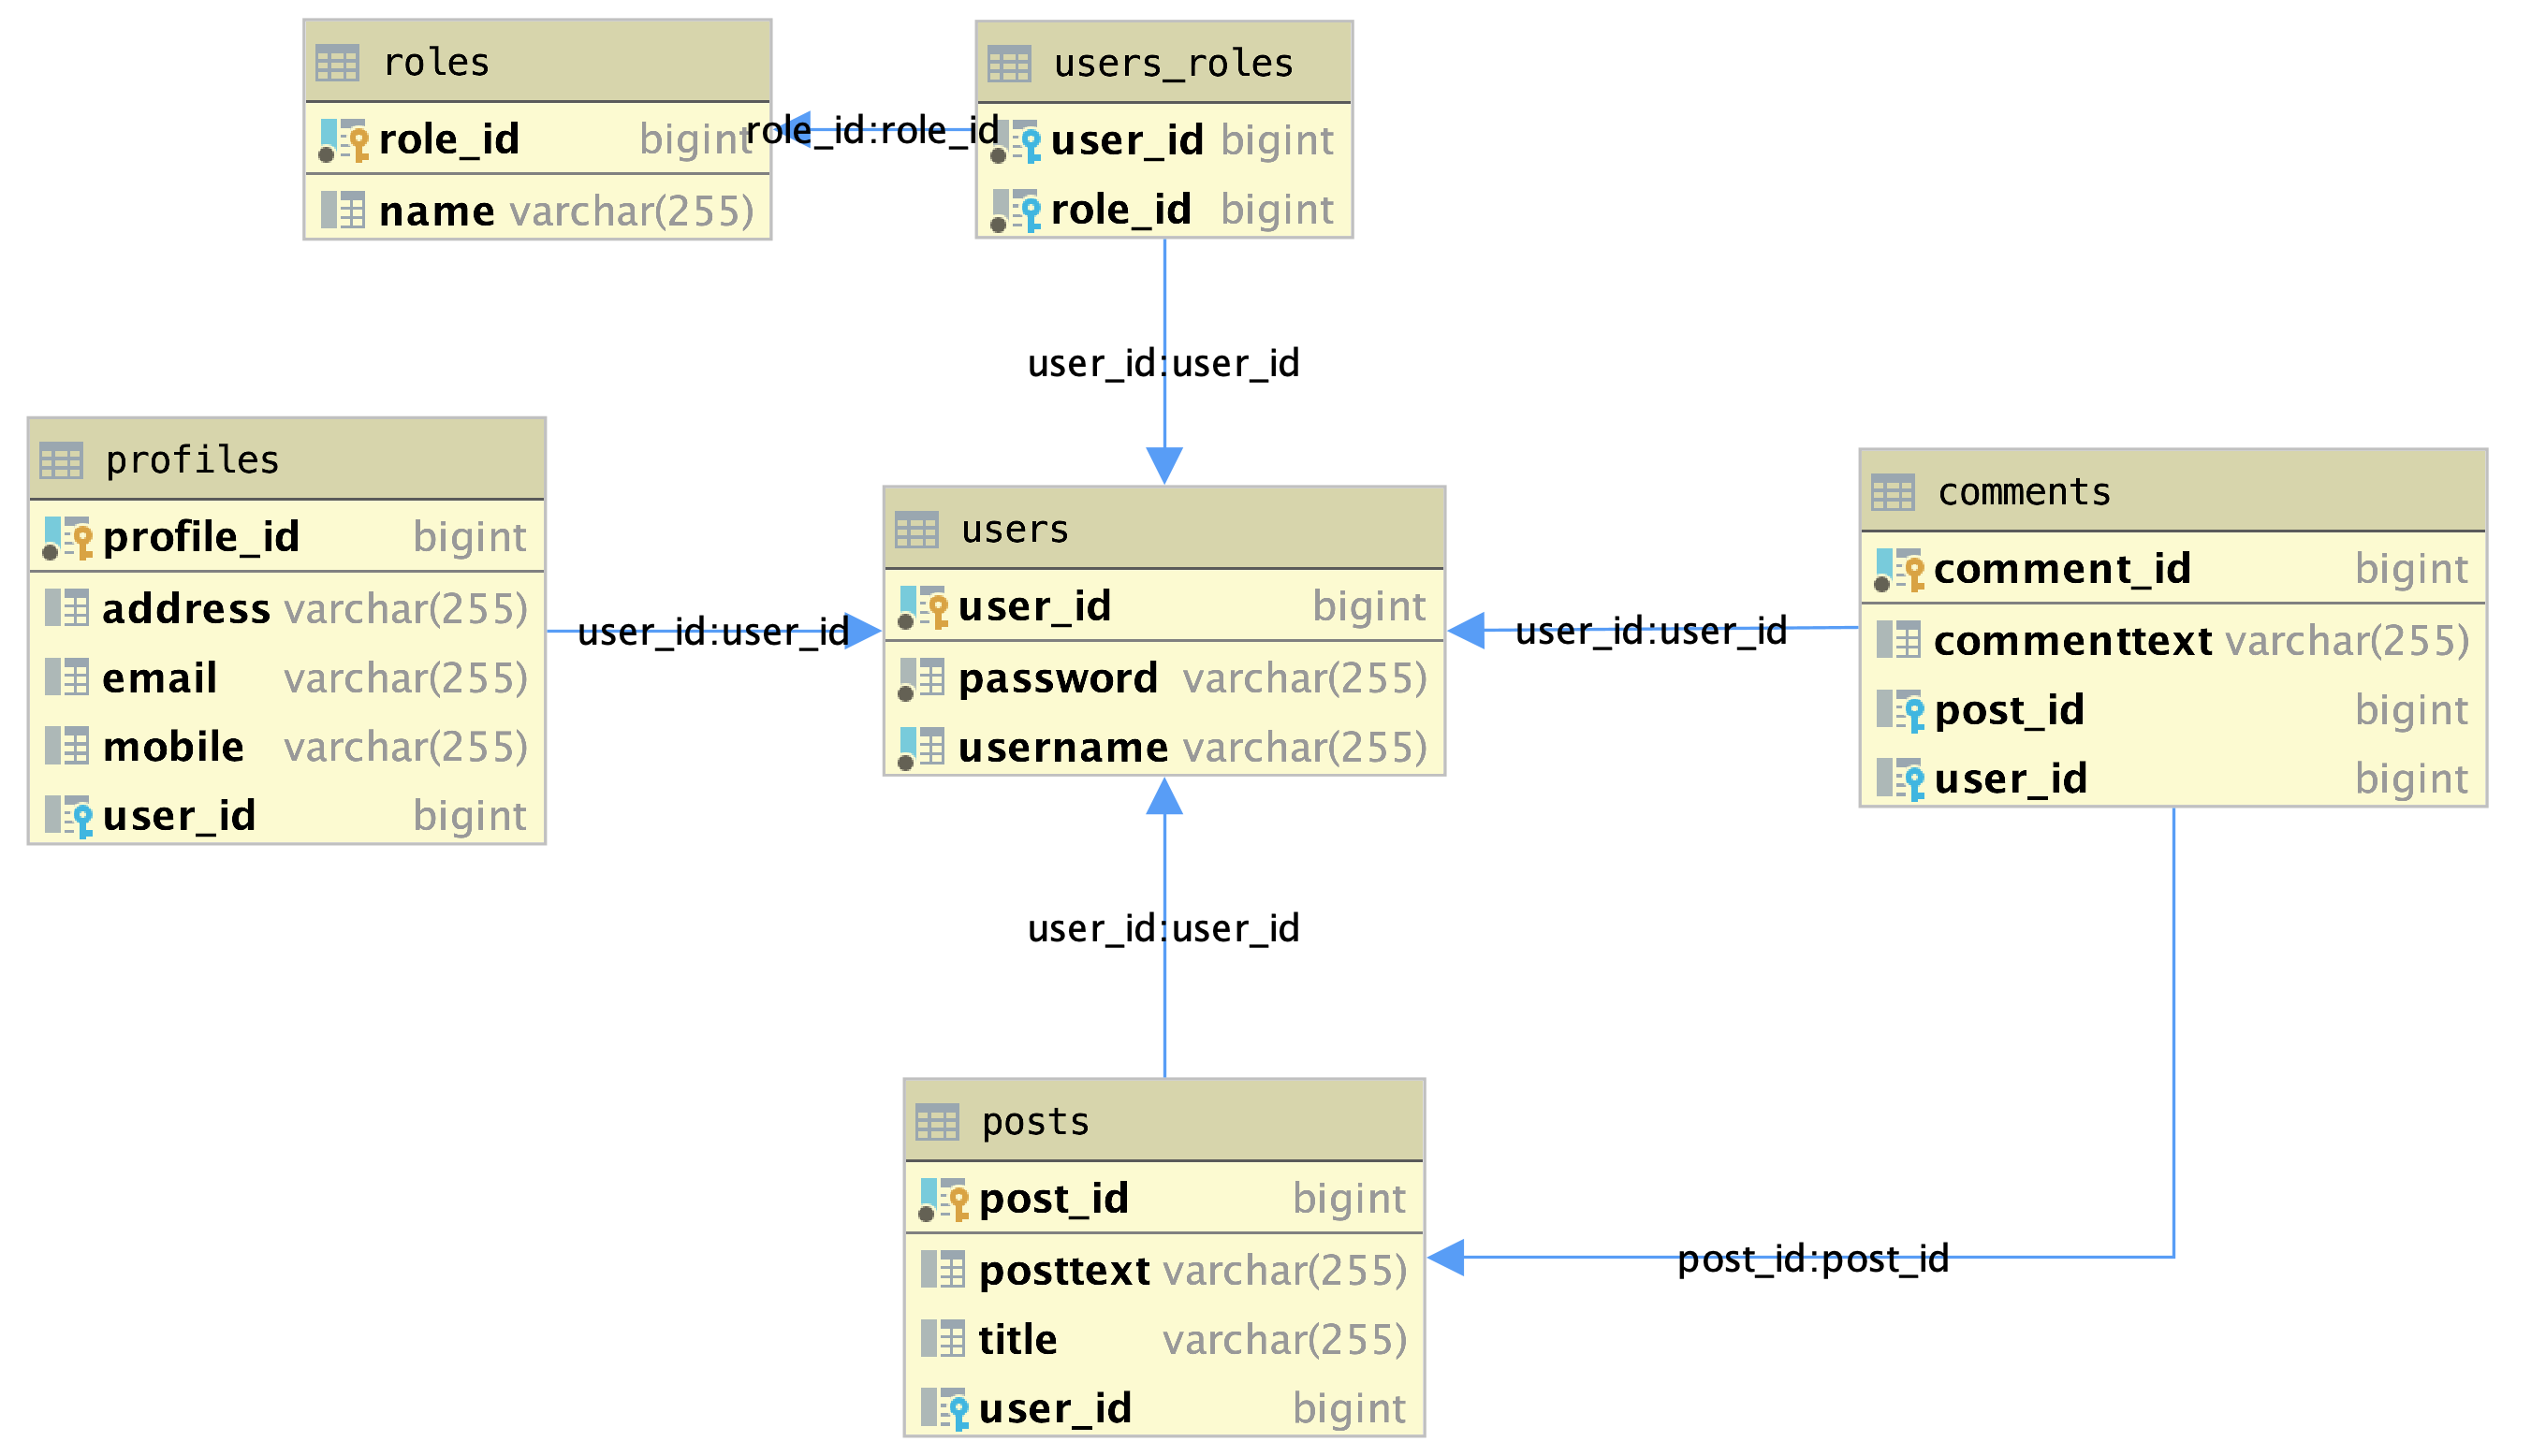 roles
role_id bigint
name varchar(255)
role_id:role_id
users_roles
user_id bigint
role_id bigint
user_id:user_id
profiles
profile_id bigint
address varchar(255)
email varchar(255)
mobile varchar(255)
user_id bigint
user_id:user_id
users
user_id bigint
password varchar(255)
username varchar(255)
user_id:user_id
comments
comment_id bigint
commenttext varchar(255)
post_id bigint
user_id bigint
user_id:user_id
posts
post_id bigint
posttext varchar(255)
title varchar(255)
user_id bigint
post_id:post_id